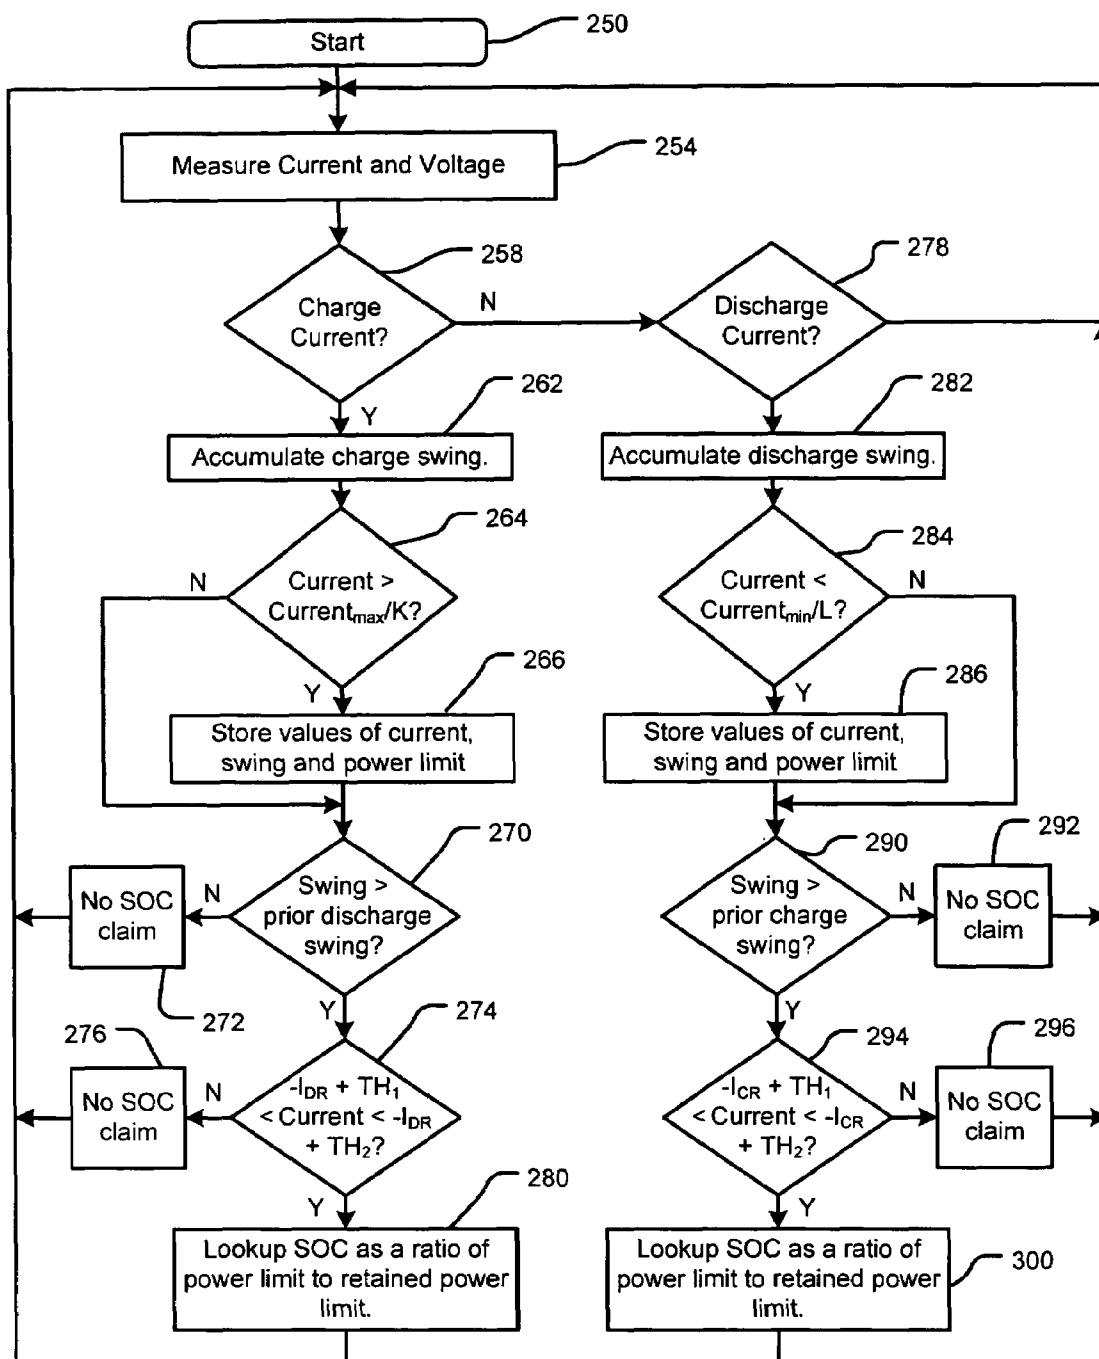 Start
250
Measure Current and Voltage
254
258
Charge
Current?
N
Y
278
Discharge
Current?
262
Accumulate charge swing.
282
Accumulate discharge swing.
264
Current >
Currentmax/K?
N
Y
284
Current <
Currentmin/L?
N
Y
266
Store values of current,
swing and power limit
286
Store values of current,
swing and power limit
270
Swing >
prior discharge
swing?
N
Y
No SOC
claim
272
290
Swing >
prior charge
swing?
N
Y
292
No SOC
claim
274
-IDR + TH1
< Current < -IDR
+ TH2?
N
Y
276
No SOC
claim
294
-ICR + TH1
< Current < -ICR
+ TH2?
N
Y
296
No SOC
claim
280
Lookup SOC as a ratio of
power limit to retained power
limit.
Lookup SOC as a ratio of
power limit to retained power
limit.
300